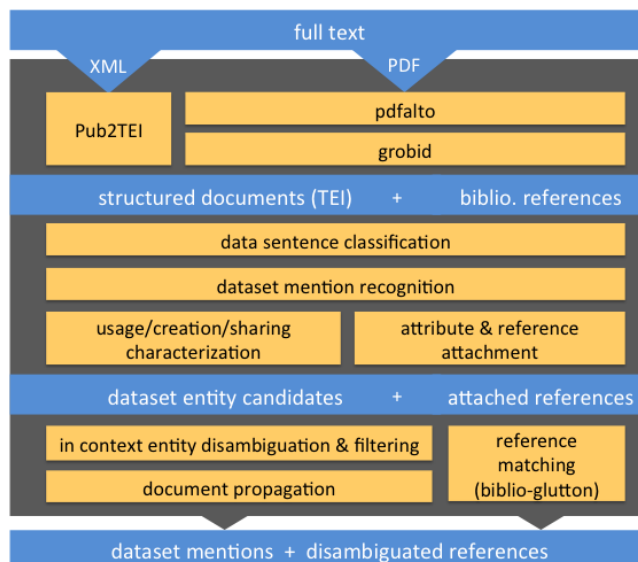 full text
XML
PDF
Pub2TEI
pdfalto
grobid
structured documents (TEI) + biblio. references
data sentence classification
dataset mention recognition
usage/creation/sharing
characterization
attribute & reference
attachment
dataset entity candidates + attached references
in context entity disambiguation & filtering
document propagation
reference
matching
(biblio-glutton)
dataset mentions + disambiguated references